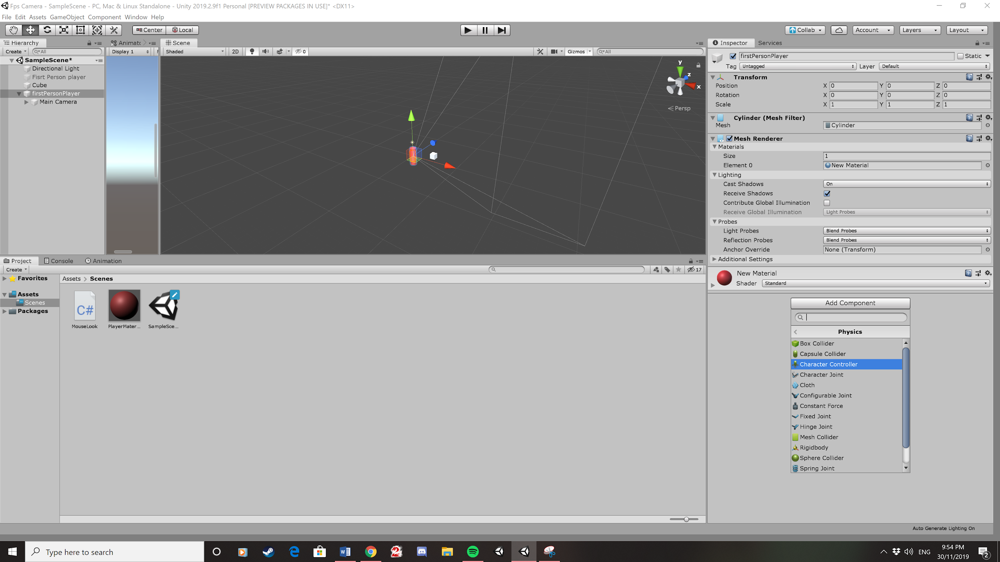 Fps Camera - SampleScene - PC, Mac & Linux Standalone - Unity 2019.2.9f1 Personal [PREVIEW PACKAGES IN USE]* <DX11>
File Edit Assets GameObject Component Window Help
Center Local
Collab Account Layers Layout
Hierarchy
Create All
SampleScene*
Directional Light
Fisrt Person player
Cube
firstPersonPlayer
Main Camera
Animatc
Display 1
Scene
Shaded 2D 0 Gizmos All
y
z
x
Persp
Inspector Services
firstPersonPlayer Static
Tag Untagged Layer Default
Transform
Position X 0 Y 0 Z 0
Rotation X 0 Y 0 Z 0
Scale X 1 Y 1 Z 1
Cylinder (Mesh Filter)
Mesh Cylinder
Mesh Renderer
Materials
Size 1
Element 0 New Material
Lighting
Cast Shadows On
Receive Shadows
Contribute Global Illumination
Receive Global Illumination Light Probes
Probes
Light Probes Blend Probes
Reflection Probes Blend Probes
Anchor Override None (Transform)
Additional Settings
New Material
Shader Standard
Add Component
Physics
Box Collider
Capsule Collider
Character Controller
Character Joint
Cloth
Configurable Joint
Constant Force
Fixed Joint
Hinge Joint
Mesh Collider
Rigidbody
Sphere Collider
Spring Joint
Project Console Animation
Create 17
Favorites
Assets
Scenes
Packages
Assets > Scenes
C#
MouseLook PlayerMater... SampleSce...
Auto Generate Lighting On
Type here to search
ENG
9:54 PM
30/11/2019
2